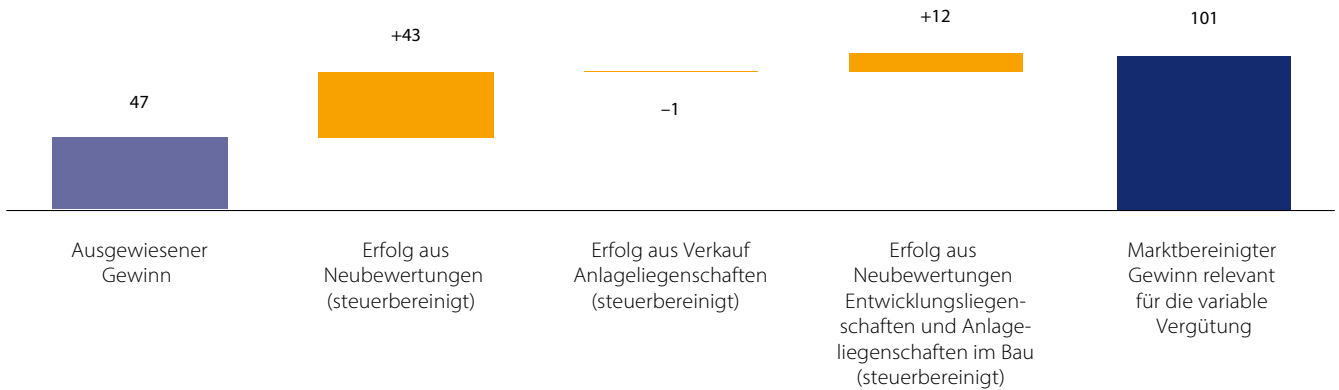 47
+43
–1
+12
101
Ausgewiesener
Gewinn
Erfolg aus
Neubewertungen
(steuerbereinigt)
Erfolg aus Verkauf
Anlageliegenschaften
(steuerbereinigt)
Erfolg aus
Neubewertungen
Entwicklungsliegen-
schaften und Anlage-
liegenschaften im Bau
(steuerbereinigt)
Marktbereinigter
Gewinn relevant
für die variable
Vergütung